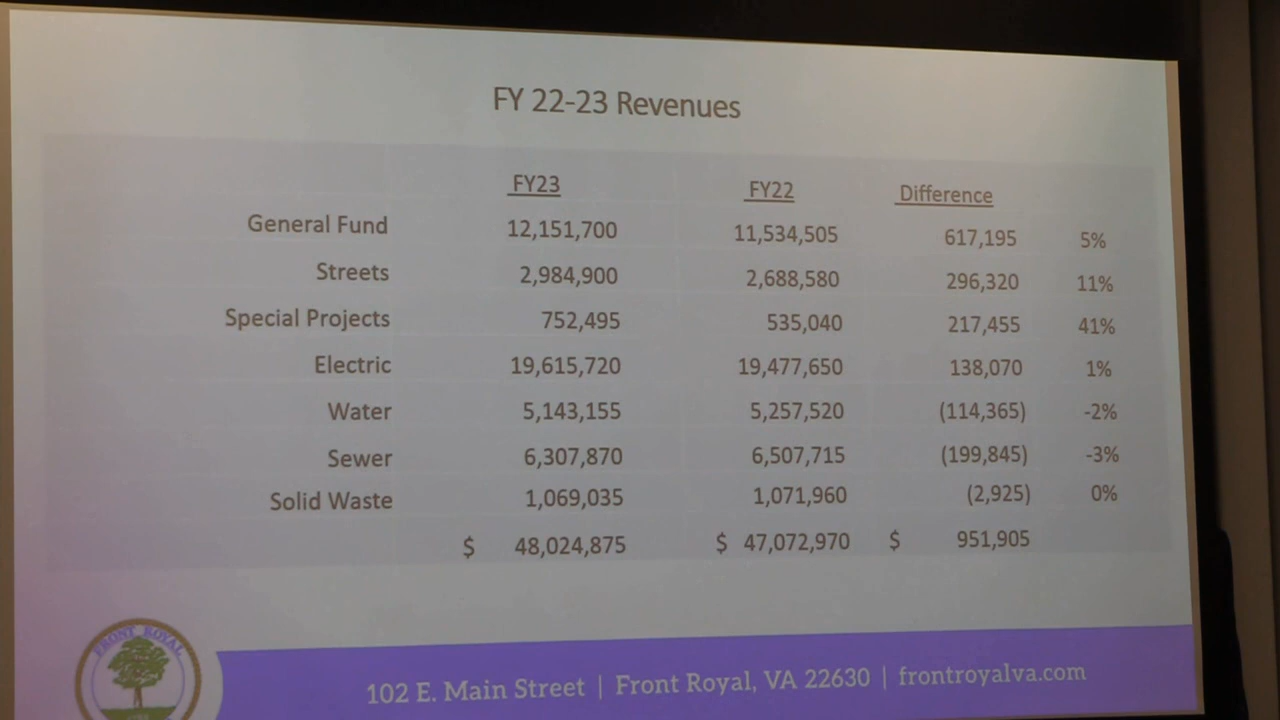 FY 22-23 Revenues
FY23 FY22 Difference
General Fund 12,151,700 11,534,505 617,195 5%
Streets 2,984,900 2,688,580 296,320 11%
Special Projects 752,495 535,040 217,455 41%
Electric 19,615,720 19,477,650 138,070 1%
Water 5,143,155 5,257,520 (114,365) -2%
Sewer 6,307,870 6,507,715 (199,845) -3%
Solid Waste 1,069,035 1,071,960 (2,925) 0%
$ 48,024,875 $ 47,072,970 $ 951,905
FRONT ROYAL
102 E. Main Street | Front Royal, VA 22630 | frontroyalva.com